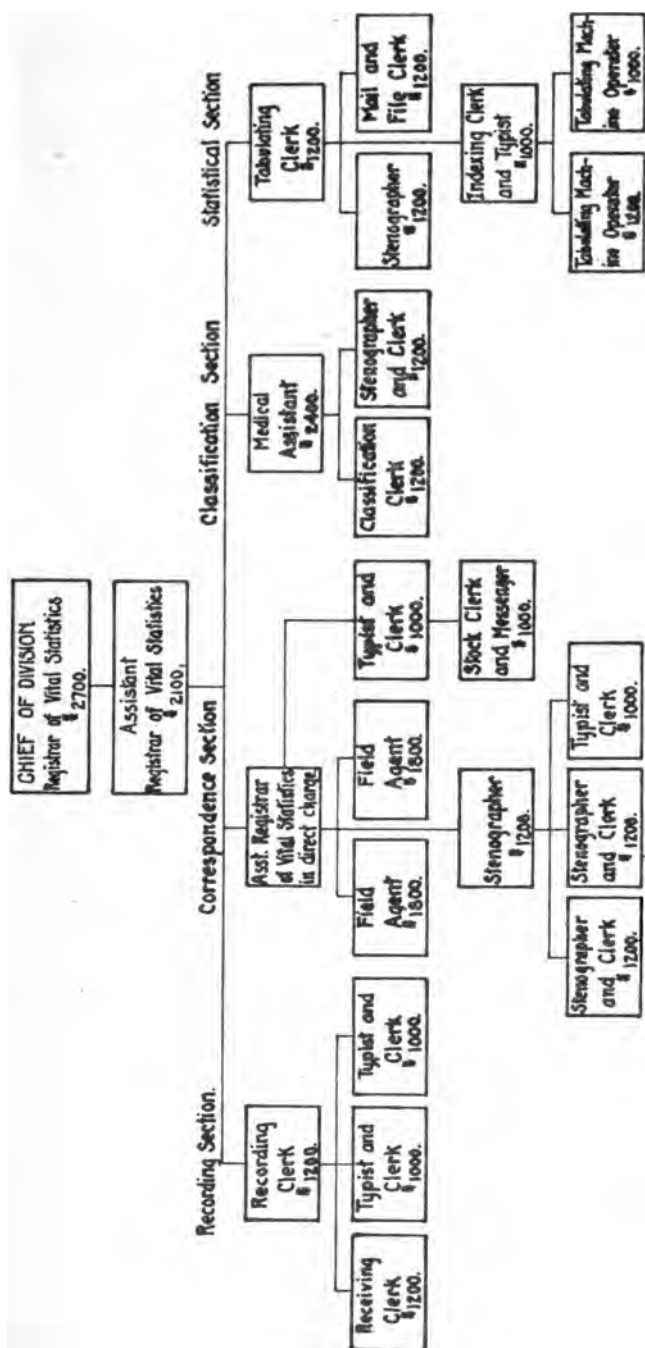 CHIEF OF DIVISION
Registrar of Vital Statistics
$ 2700.
Assistant
Registrar of Vital Statistics
$ 2100.
Recording Section.
Correspondence Section
Classification Section
Statistical Section
Recording
Clerk
$ 1200.
Asst. Registrar
of Vital Statistics
in direct charge
Medical
Assistant
$ 2400.
Tabulating
Clerk
$ 1200.
Receiving
Clerk
$ 1200.
Typist and
Clerk
$ 1000.
Typist and
Clerk
$ 1000.
Field
Agent
$ 1800.
Field
Agent
$ 1800.
Typist and
Clerk
$ 1000.
Classification
Clerk
$ 1200.
Stenographer
and Clerk
$ 1200.
Stenographer
$ 1200.
Mail and
File Clerk
$ 1200.
Stenographer
$ 1200.
Stock Clerk
and Messenger
$ 1000.
Indexing Clerk
and Typist
$ 1000.
Stenographer
and Clerk
$ 1200.
Stenographer
and Clerk
$ 1200.
Typist and
Clerk
$ 1000.
Tabulating Mach-
ine Operator
$ 1200.
Tabulating Mach-
ine Operator
$ 1000.